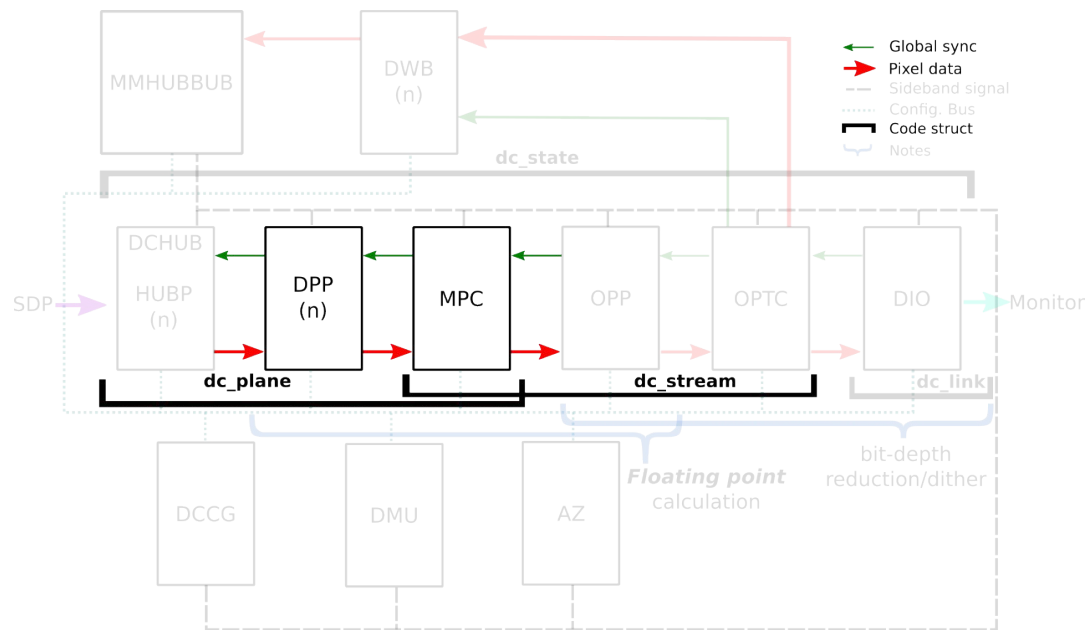 Global sync
Pixel data
Sideband signal
Config. Bus
Code struct
Notes
MMHUBBUB
DWB
(n)
dc_state
SDP
DCHUB
HUBP
(n)
DPP
(n)
MPC
OPP
OPTC
DIO
Monitor
dc_plane
dc_stream
dc_link
Floating point
calculation
bit-depth
reduction/dither
DCCG
DMU
AZ